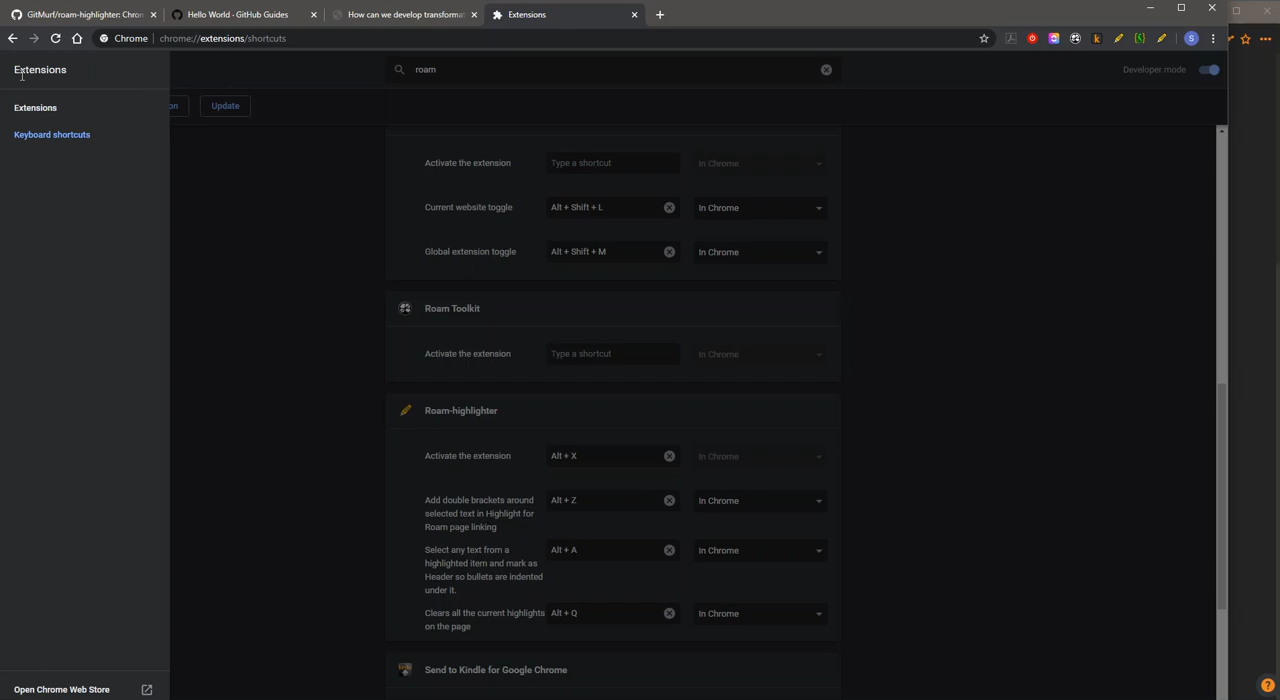 GitMurf/roam-highlighter: Chron
Hello World · GitHub Guides
How can we develop transformat
Extensions
Chrome
chrome://extensions/shortcuts
S
Extensions
roam
Developer mode
Extensions
on
Update
Keyboard shortcuts
Activate the extension
Type a shortcut
In Chrome
Current website toggle
Alt + Shift + L
In Chrome
Global extension toggle
Alt + Shift + M
In Chrome
Roam Toolkit
Activate the extension
Type a shortcut
In Chrome
Roam-highlighter
Activate the extension
Alt + X
In Chrome
Add double brackets around
selected text in Highlight for
Roam page linking
Alt + Z
In Chrome
Select any text from a
highlighted item and mark as
Header so bullets are indented
under it.
Alt + A
In Chrome
Clears all the current highlights
on the page
Alt + Q
In Chrome
Send to Kindle for Google Chrome
Open Chrome Web Store
?